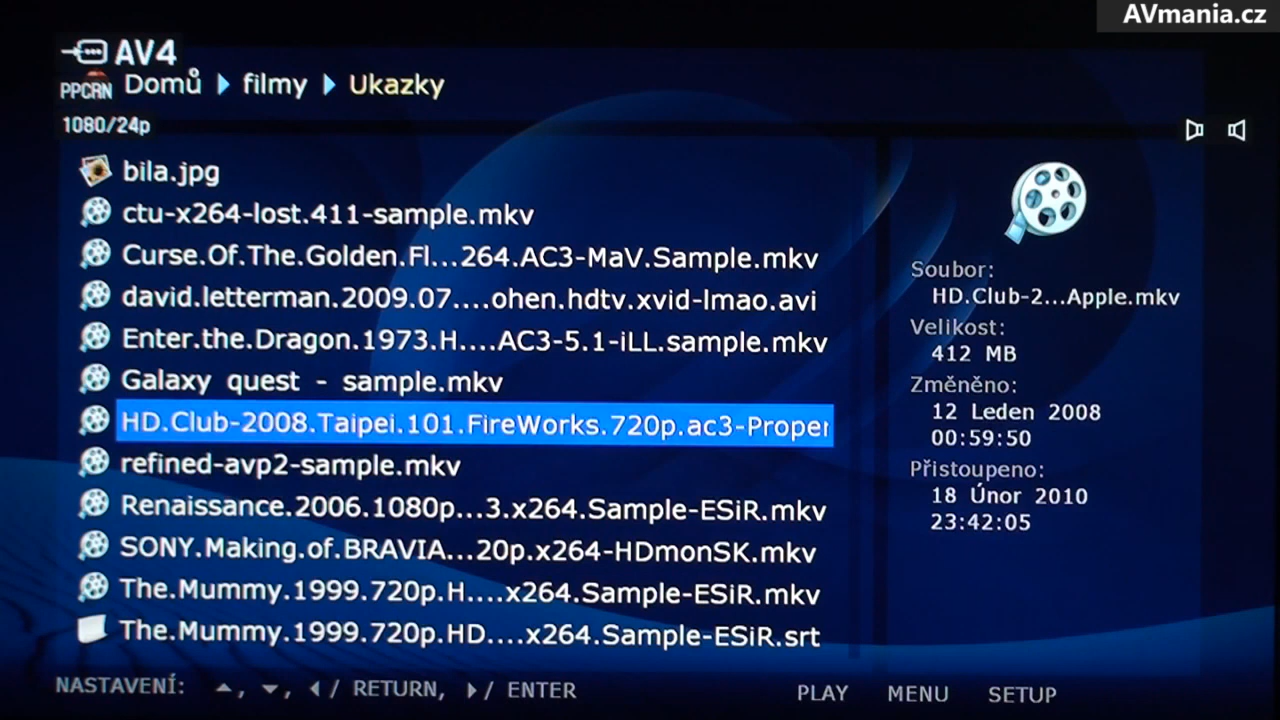 AVmania.cz
AV4
PPCRN Domů filmy Ukazky
1080/24p
bila.jpg
ctu-x264-lost.411-sample.mkv
Curse.Of.The.Golden.Fl...264.AC3-MaV.Sample.mkv
david.letterman.2009.07....ohen.hdtv.xvid-lmao.avi
Enter.the.Dragon.1973.H....AC3-5.1-iLL.sample.mkv
Galaxy quest - sample.mkv
HD.Club-2008.Taipei.101.FireWorks.720p.ac3-Proper
refined-avp2-sample.mkv
Renaissance.2006.1080p...3.x264.Sample-ESiR.mkv
SONY.Making.of.BRAVIA...20p.x264-HDmonSK.mkv
The.Mummy.1999.720p.H....x264.Sample-ESiR.mkv
The.Mummy.1999.720p.HD....x264.Sample-ESiR.srt
Soubor:
HD.Club-2...Apple.mkv
Velikost:
412 MB
Změněno:
12 Leden 2008
00:59:50
Přistoupeno:
18 Únor 2010
23:42:05
NASTAVENÍ: ▲, ▼, ◀/ RETURN, ▶/ ENTER PLAY MENU SETUP